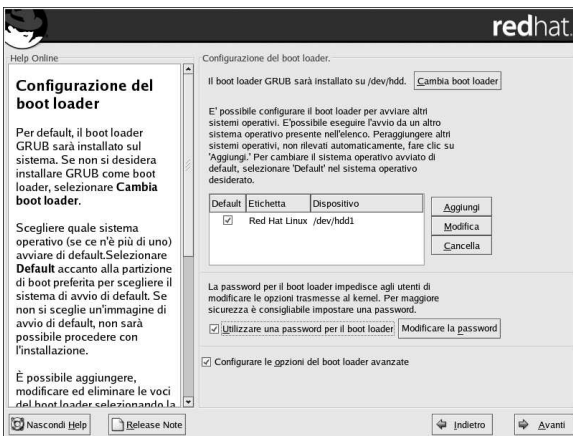 redhat.
Help Online
Configurazione del
boot loader
Per default, il boot loader
GRUB sarà installato sul
sistema. Se non si desidera
installare GRUB come boot
loader, selezionare Cambia
boot loader.
Scegliere quale sistema
operativo (se ce n'è più di uno)
avviare di default.Selezionare
Default accanto alla partizione
di boot preferita per scegliere il
sistema di avvio di default. Se
non si sceglie un'immagine di
avvio di default, non sarà
possibile procedere con
l'installazione.
È possibile aggiungere,
modificare ed eliminare le voci
del boot loader selezionando la
Configurazione del boot loader.
Il boot loader GRUB sarà installato su /dev/hdd. Cambia boot loader
E' possibile configurare il boot loader per avviare altri
sistemi operativi. E'possibile eseguire l'avvio da un altro
sistema operativo presente nell'elenco. Peraggiungere altri
sistemi operativi, non rilevati automaticamente, fare clic su
'Aggiungi.' Per cambiare il sistema operativo avviato di
default, selezionare 'Default' nel sistema operativo
desiderato.
Default Etichetta Dispositivo
Red Hat Linux /dev/hdd1
Aggiungi
Modifica
Cancella
La password per il boot loader impedisce agli utenti di
modificare le opzioni trasmesse al kernel. Per maggiore
sicurezza è consigliabile impostare una password.
Utilizzare una password per il boot loader Modificare la password
Configurare le opzioni del boot loader avanzate
Nascondi Help Release Note Indietro Avanti